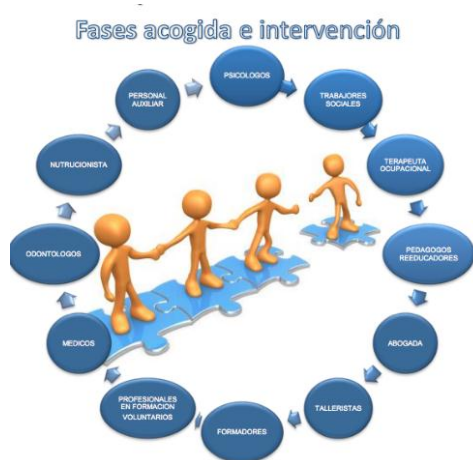 Fases acogida e intervención
PSICOLOGOS
TRABAJORES
SOCIALES
TERAPEUTA
OCUPACIONAL
PEDAGOGOS
REEDUCADORES
ABOGADA
TALLERISTAS
FORMADORES
PROFESIONALES
EN FORMACION
VOLUNTARIOS
MEDICOS
ODONTOLOGOS
NUTRUCIONISTA
PERSONAL
AUXILIAR